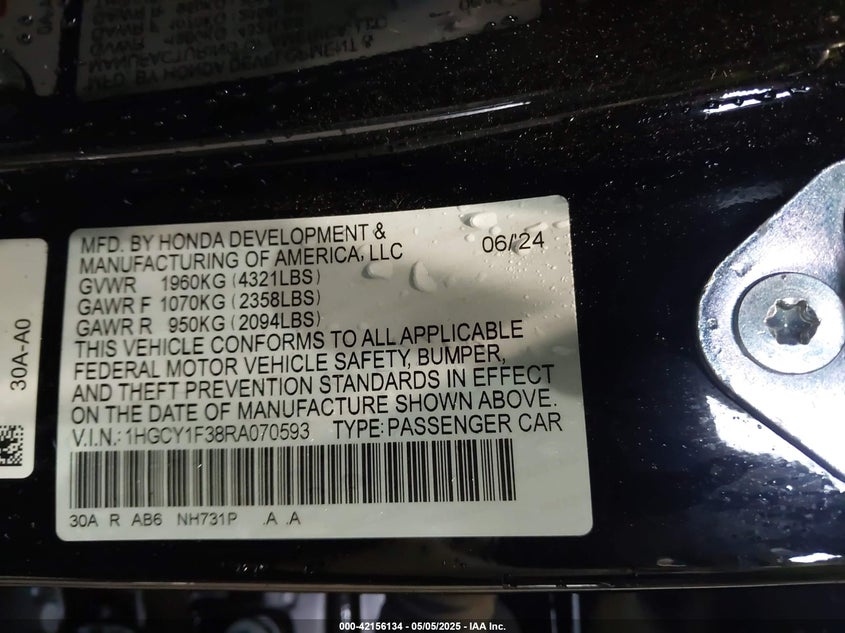 MFD. BY HONDA DEVELOPMENT &
MANUFACTURING OF AMERICA, LLC 06/'24
GVWR 1960KG (4321LBS)
GAWR F 1070KG (2358LBS)
GAWR R 950KG (2094LBS)
THIS VEHICLE CONFORMS TO ALL APPLICABLE
FEDERAL MOTOR VEHICLE SAFETY, BUMPER,
AND THEFT PREVENTION STANDARDS IN EFFECT
ON THE DATE OF MANUFACTURE SHOWN ABOVE.
V.I.N.: 1HGCY1F38RA070593 TYPE: PASSENGER CAR
30A R AB6 NH731P .A .A
30A-A0
000-42156134 - 05/05/2025 - IAA Inc.